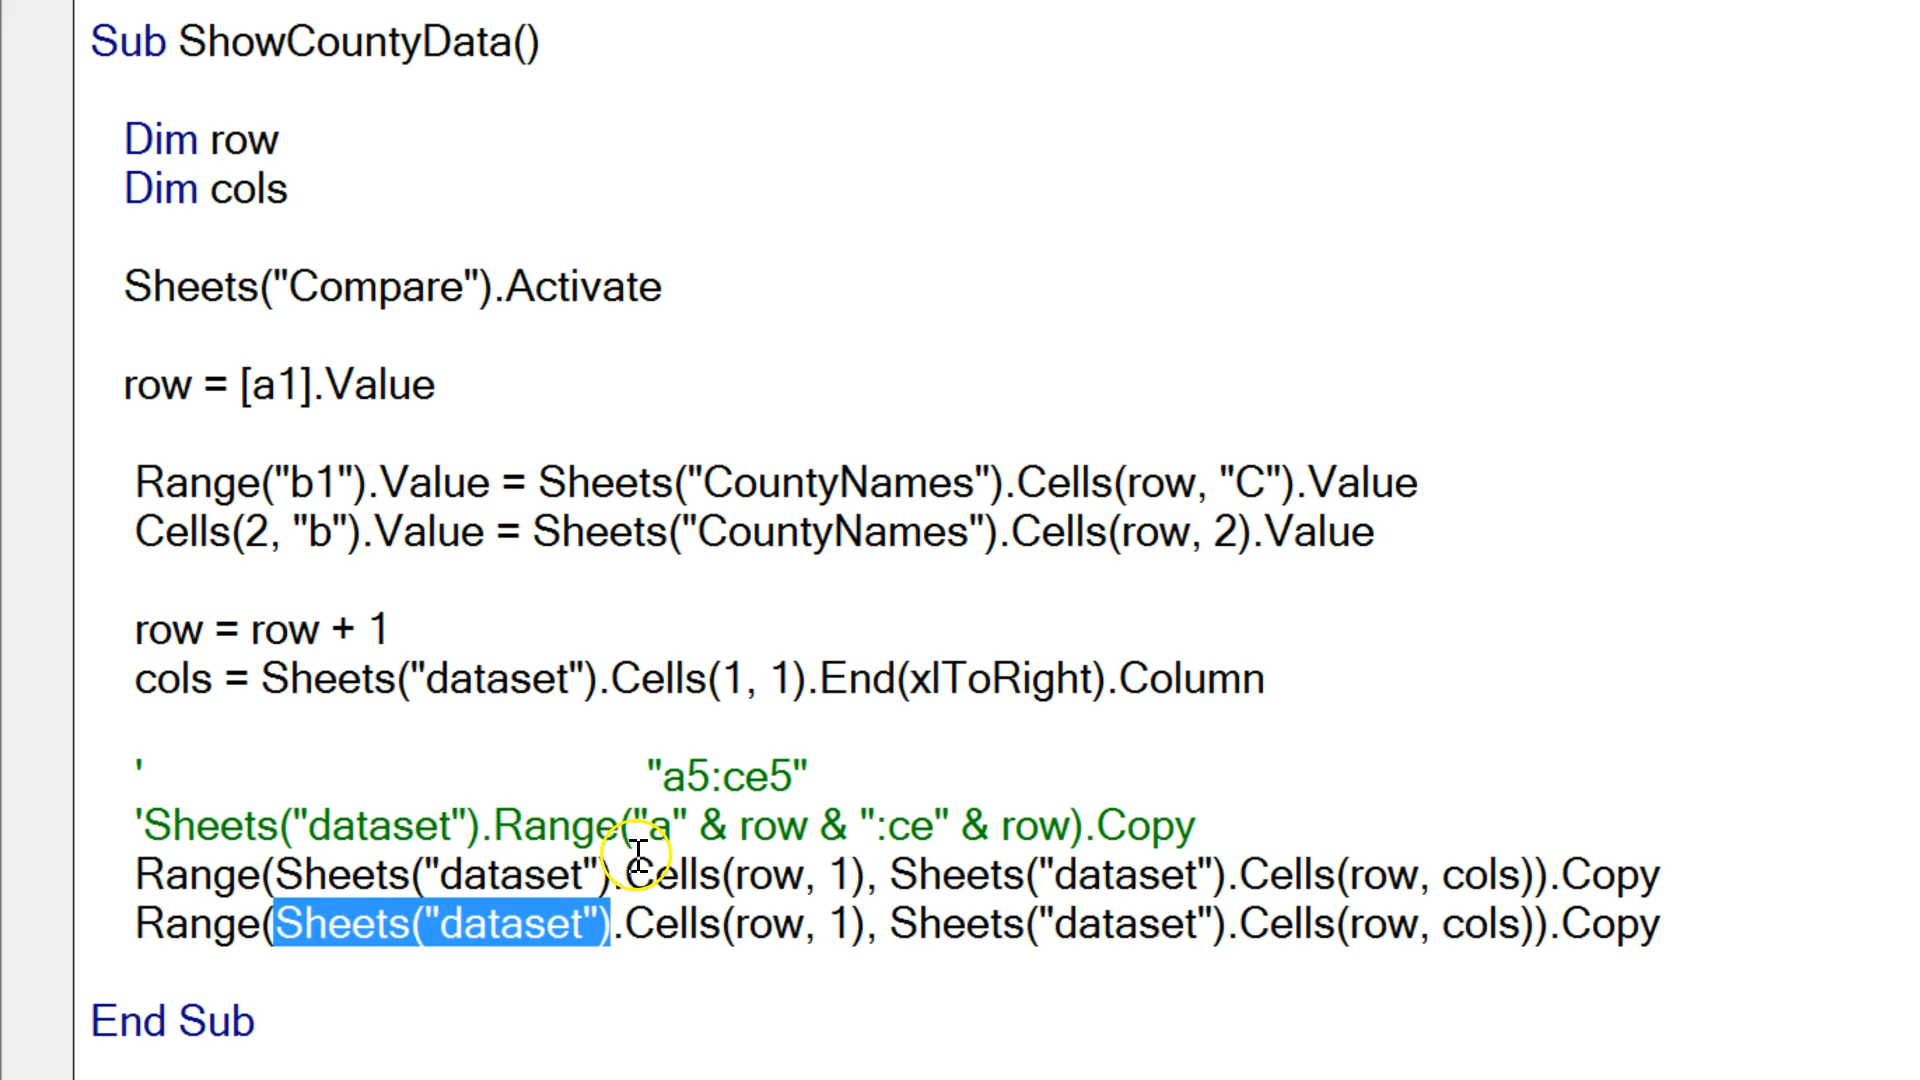 Sub ShowCountyData()
Dim row
Dim cols
Sheets("Compare").Activate
row = [a1].Value
Range("b1").Value = Sheets("CountyNames").Cells(row, "C").Value
Cells(2, "b").Value = Sheets("CountyNames").Cells(row, 2).Value
row = row + 1
cols = Sheets("dataset").Cells(1, 1).End(xlToRight).Column
' "a5:ce5"
'Sheets("dataset").Range("a" & row & ":ce" & row).Copy
Range(Sheets("dataset").Cells(row, 1), Sheets("dataset").Cells(row, cols)).Copy
Range(Sheets("dataset").Cells(row, 1), Sheets("dataset").Cells(row, cols)).Copy
End Sub